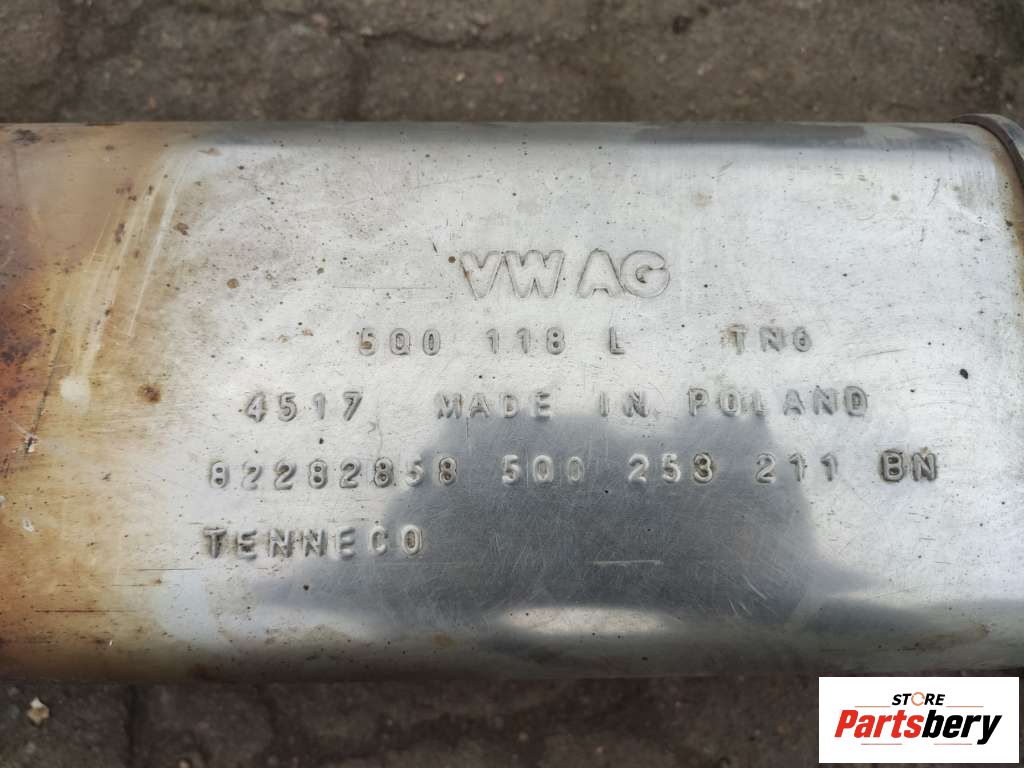 VW AG
5Q0 118 L TN6
4517 MADE IN POLAND
82282858 5Q0 253 211 BN
TENNECO
STORE
Partsbery